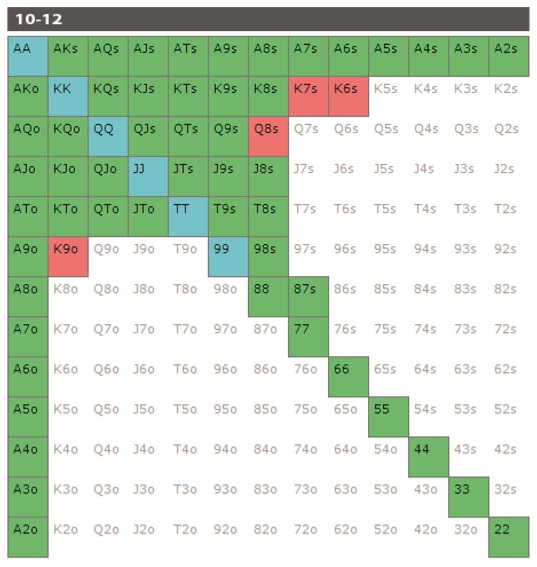 10-12
AA AKs AQs AJs ATs A9s A8s A7s A6s A5s A4s A3s A2s
AKo KK KQs KJs KTs K9s K8s K7s K6s K5s K4s K3s K2s
AQo KQo QQ QJs QTs Q9s Q8s Q7s Q6s Q5s Q4s Q3s Q2s
AJo KJo QJo JJ JTs J9s J8s J7s J6s J5s J4s J3s J2s
ATo KTo QTo JTo TT T9s T8s T7s T6s T5s T4s T3s T2s
A9o K9o Q9o J9o T9o 99 98s 97s 96s 95s 94s 93s 92s
A8o K8o Q8o J8o T8o 98o 88 87s 86s 85s 84s 83s 82s
A7o K7o Q7o J7o T7o 97o 87o 77 76s 75s 74s 73s 72s
A6o K6o Q6o J6o T6o 96o 86o 76o 66 65s 64s 63s 62s
A5o K5o Q5o J5o T5o 95o 85o 75o 65o 55 54s 53s 52s
A4o K4o Q4o J4o T4o 94o 84o 74o 64o 54o 44 43s 42s
A3o K3o Q3o J3o T3o 93o 83o 73o 63o 53o 43o 33 32s
A2o K2o Q2o J2o T2o 92o 82o 72o 62o 52o 42o 32o 22